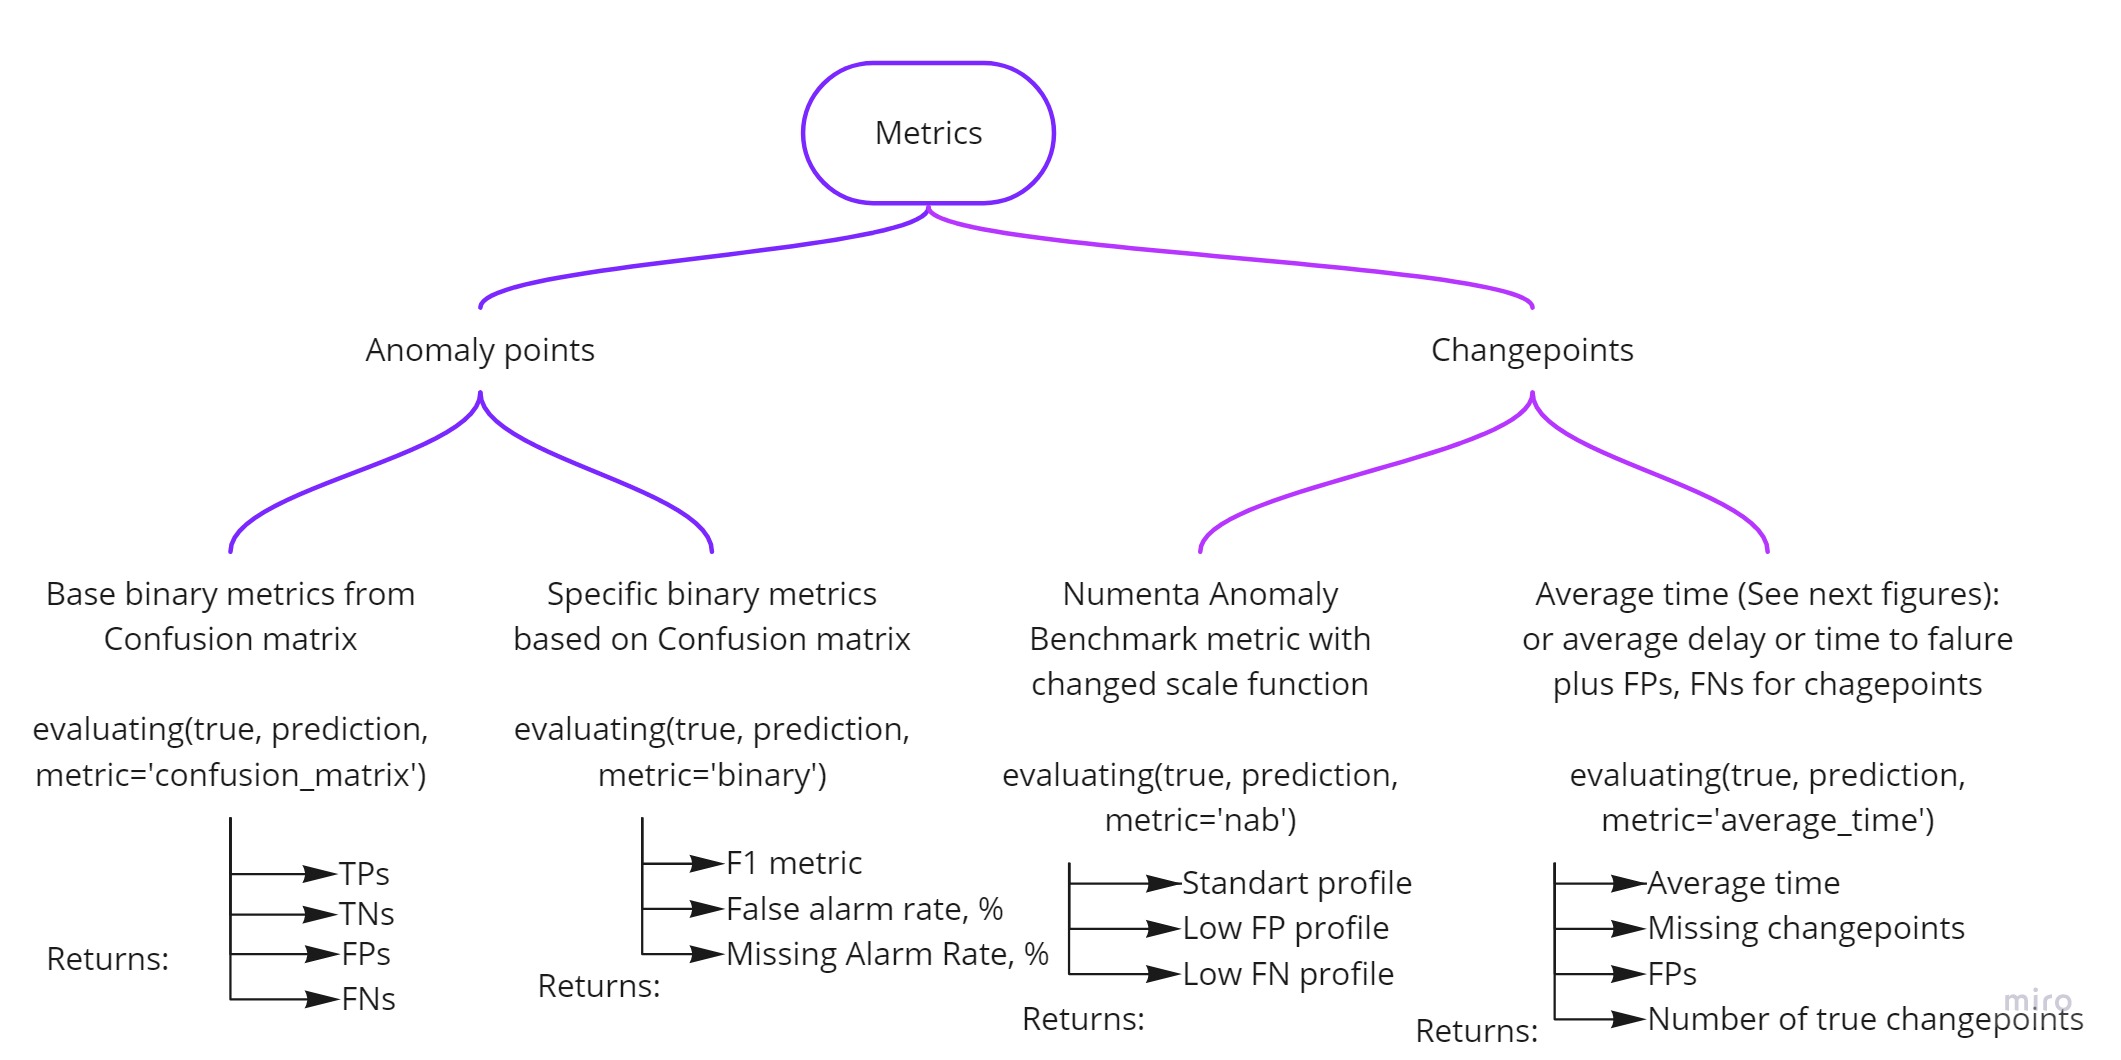 Metrics
Anomaly points
Changepoints
Base binary metrics from
Confusion matrix
evaluating(true, prediction,
metric='confusion_matrix')
Returns:
TPs
TNs
FPs
FNs
Specific binary metrics
based on Confusion matrix
evaluating(true, prediction,
metric='binary')
Returns:
F1 metric
False alarm rate, %
Missing Alarm Rate, %
Numenta Anomaly
Benchmark metric with
changed scale function
evaluating(true, prediction,
metric='nab')
Returns:
Standart profile
Low FP profile
Low FN profile
Average time (See next figures):
or average delay or time to falure
plus FPs, FNs for chagepoints
evaluating(true, prediction,
metric='average_time')
Returns:
Average time
Missing changepoints
FPs
Number of true changepoints
miro